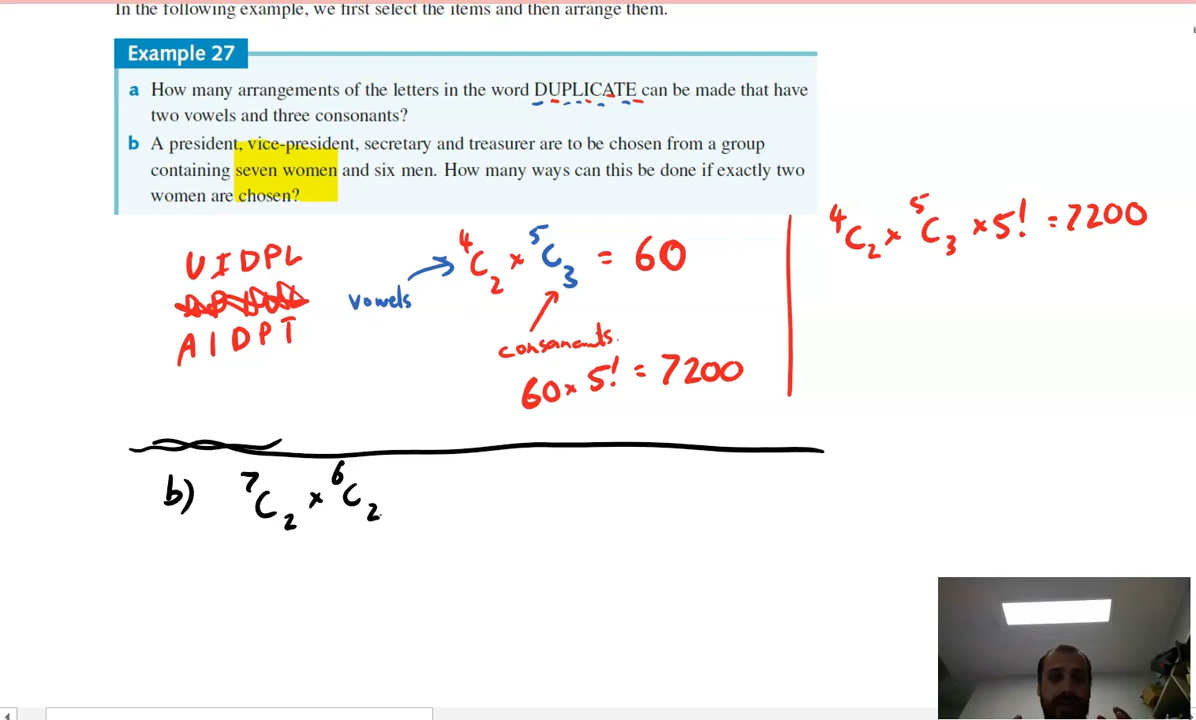 In the following example, we first select the items and then arrange them.
Example 27
a How many arrangements of the letters in the word DUPLICATE can be made that have
two vowels and three consonants?
b A president, vice-president, secretary and treasurer are to be chosen from a group
containing seven women and six men. How many ways can this be done if exactly two
women are chosen?
⁴C₂ × ⁵C₃ × 5! = 7200
U I D P L
⁴C₂ × ⁵C₃ = 60
vowels
A I D P T
consanants.
60 × 5! = 7200
b) ⁷C₂ × ⁶C₂